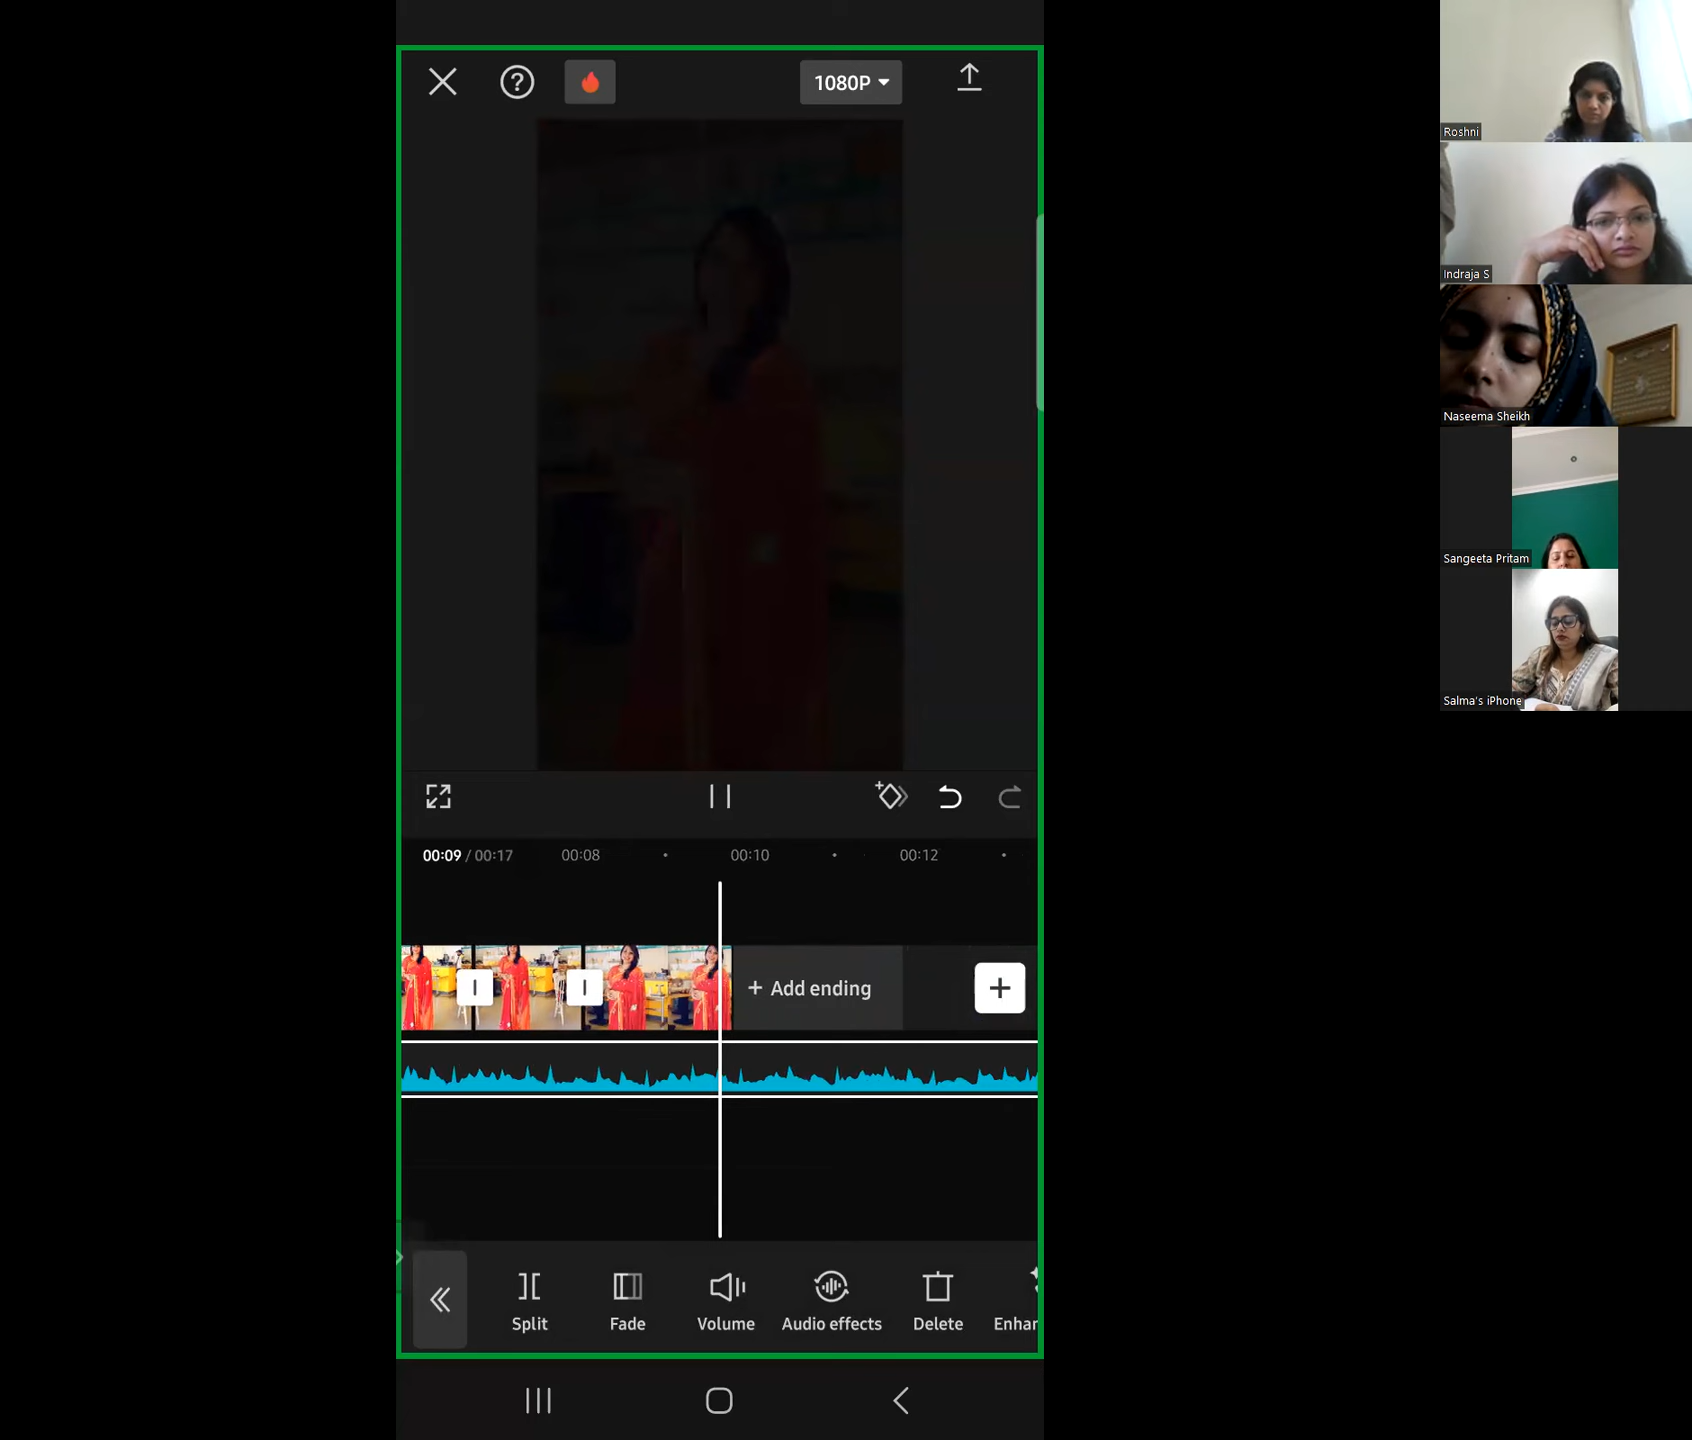 1080P
00:09 / 00:17
00:08
00:10
00:12
+ Add ending
Split
Fade
Volume
Audio effects
Delete
Enhan
Roshni
Indraja S
Naseema Sheikh
Sangeeta Pritam
Salma's iPhone